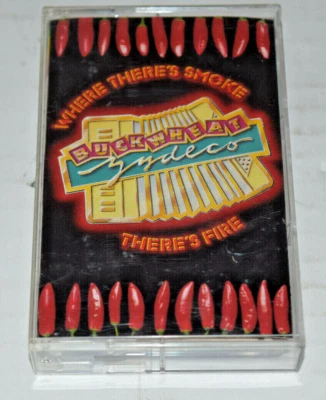 WHERE THERE'S SMOKE
BUCKWHEAT
zydeco
THERE'S FIRE